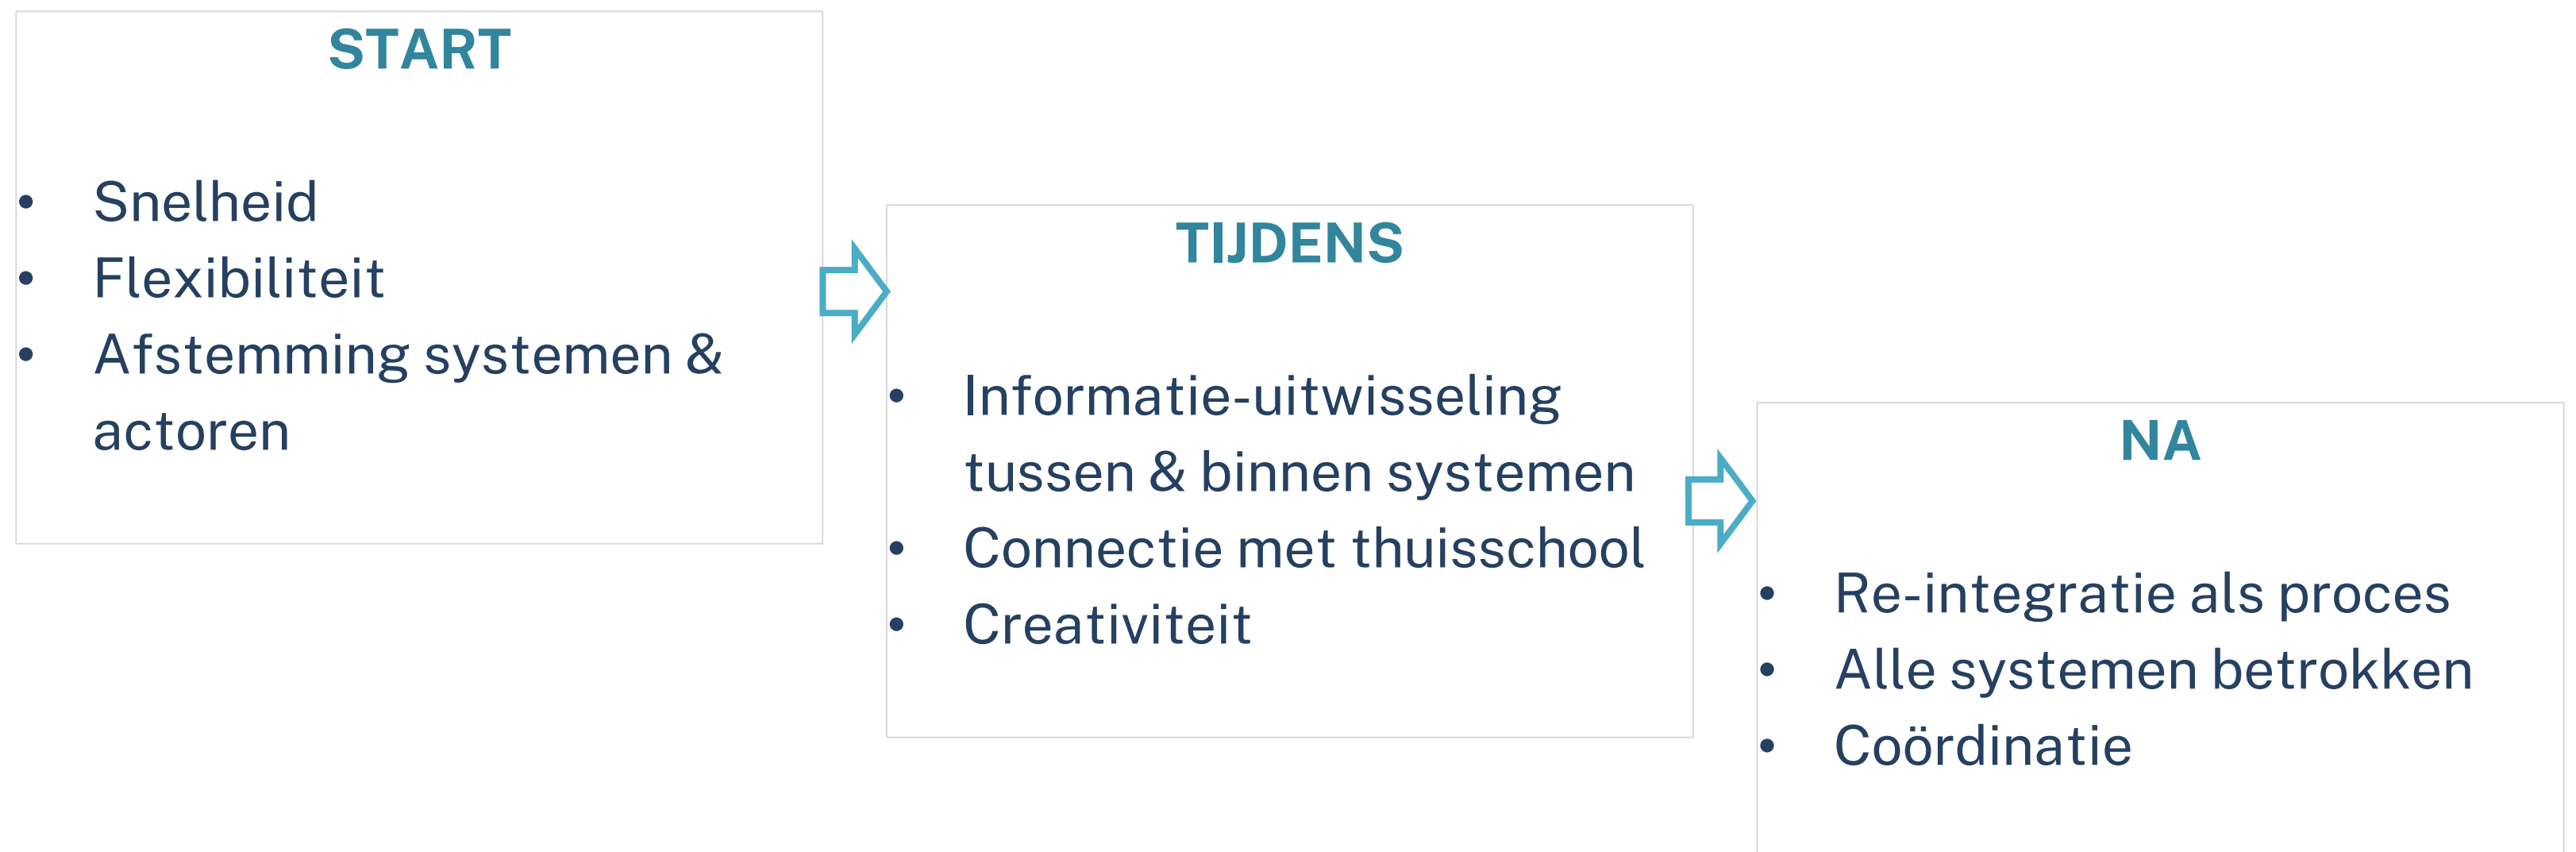 START
• Snelheid
• Flexibiliteit
• Afstemming systemen &
actoren
TIJDENS
• Informatie-uitwisseling
tussen & binnen systemen
• Connectie met thuisschool
• Creativiteit
NA
• Re-integratie als proces
• Alle systemen betrokken
• Coördinatie